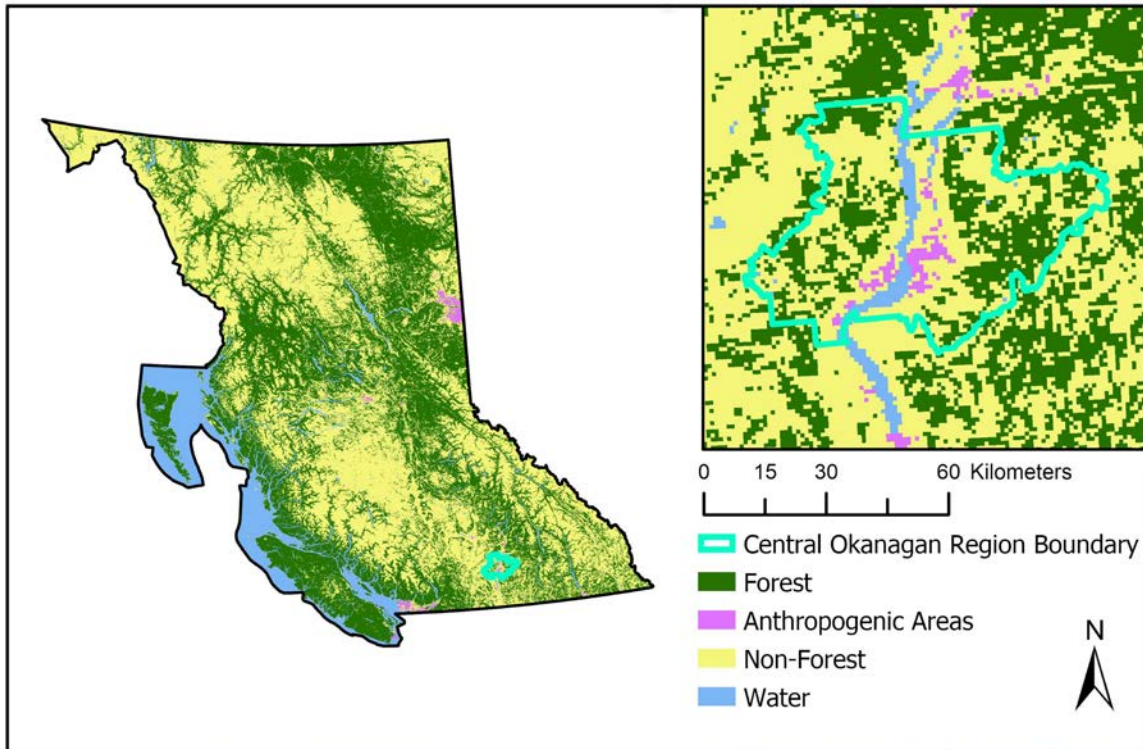 0 15 30 60 Kilometers
Central Okanagan Region Boundary
Forest
Anthropogenic Areas
Non-Forest
Water
N